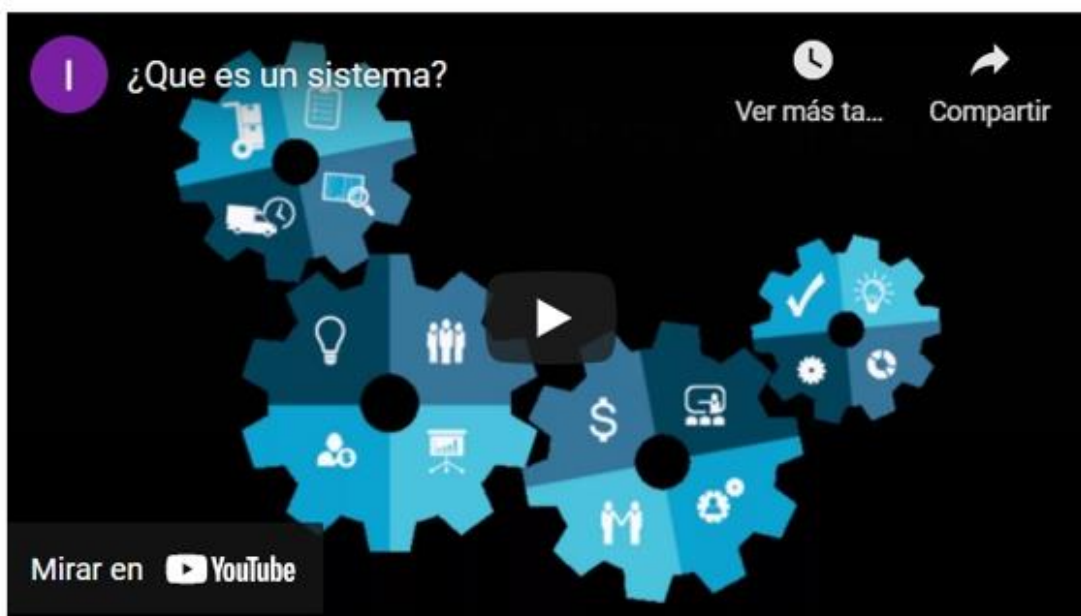 I
¿Que es un sistema?
Ver más ta...
Compartir
$
Mirar en YouTube